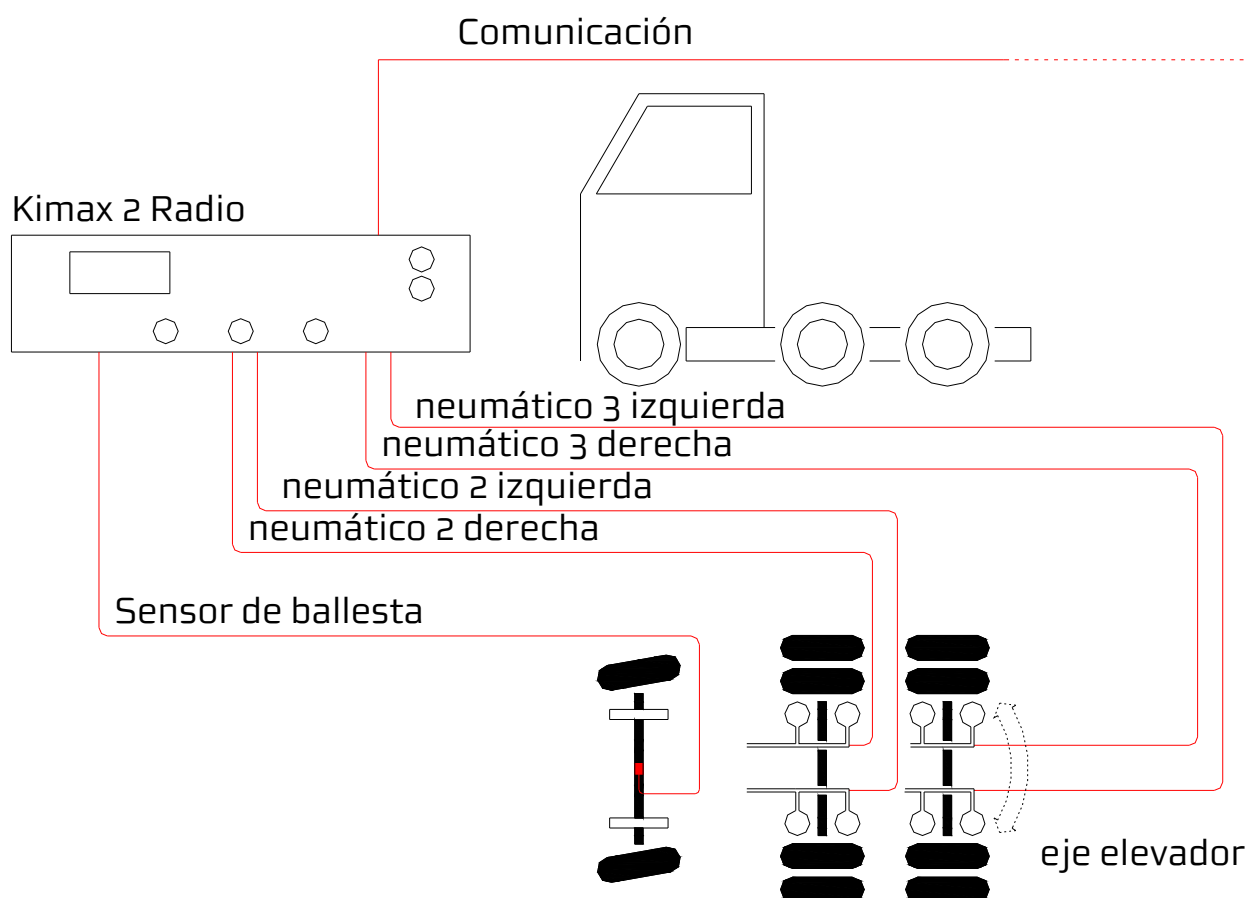 Comunicación
Kimax 2 Radio
neumático 3 izquierda
neumático 3 derecha
neumático 2 izquierda
neumático 2 derecha
Sensor de ballesta
eje elevador